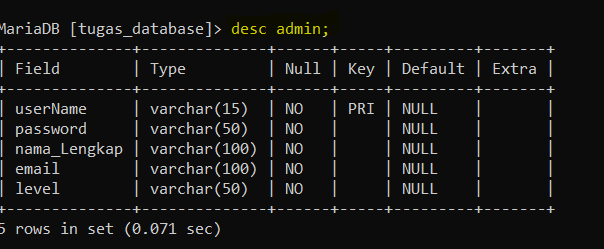 MariaDB [tugas_database]> desc admin;
+--------------+--------------+------+-----+---------+-------+
| Field        | Type         | Null | Key | Default | Extra |
+--------------+--------------+------+-----+---------+-------+
| userName     | varchar(15)  | NO   | PRI | NULL    |       |
| password     | varchar(50)  | NO   |     | NULL    |       |
| nama_Lengkap | varchar(100) | NO   |     | NULL    |       |
| email        | varchar(100) | NO   |     | NULL    |       |
| level        | varchar(50)  | NO   |     | NULL    |       |
+--------------+--------------+------+-----+---------+-------+
5 rows in set (0.071 sec)